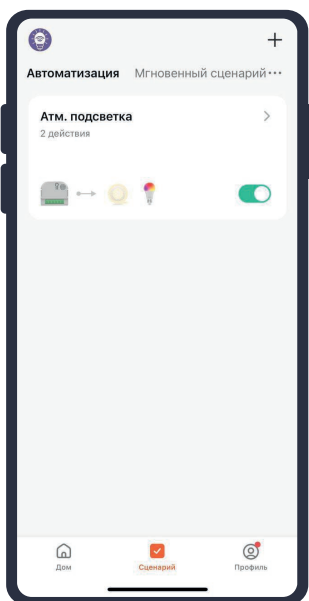 Автоматизация Мгновенный сценарий
Атм. подсветка
2 действия
Дом Сценарий Профиль